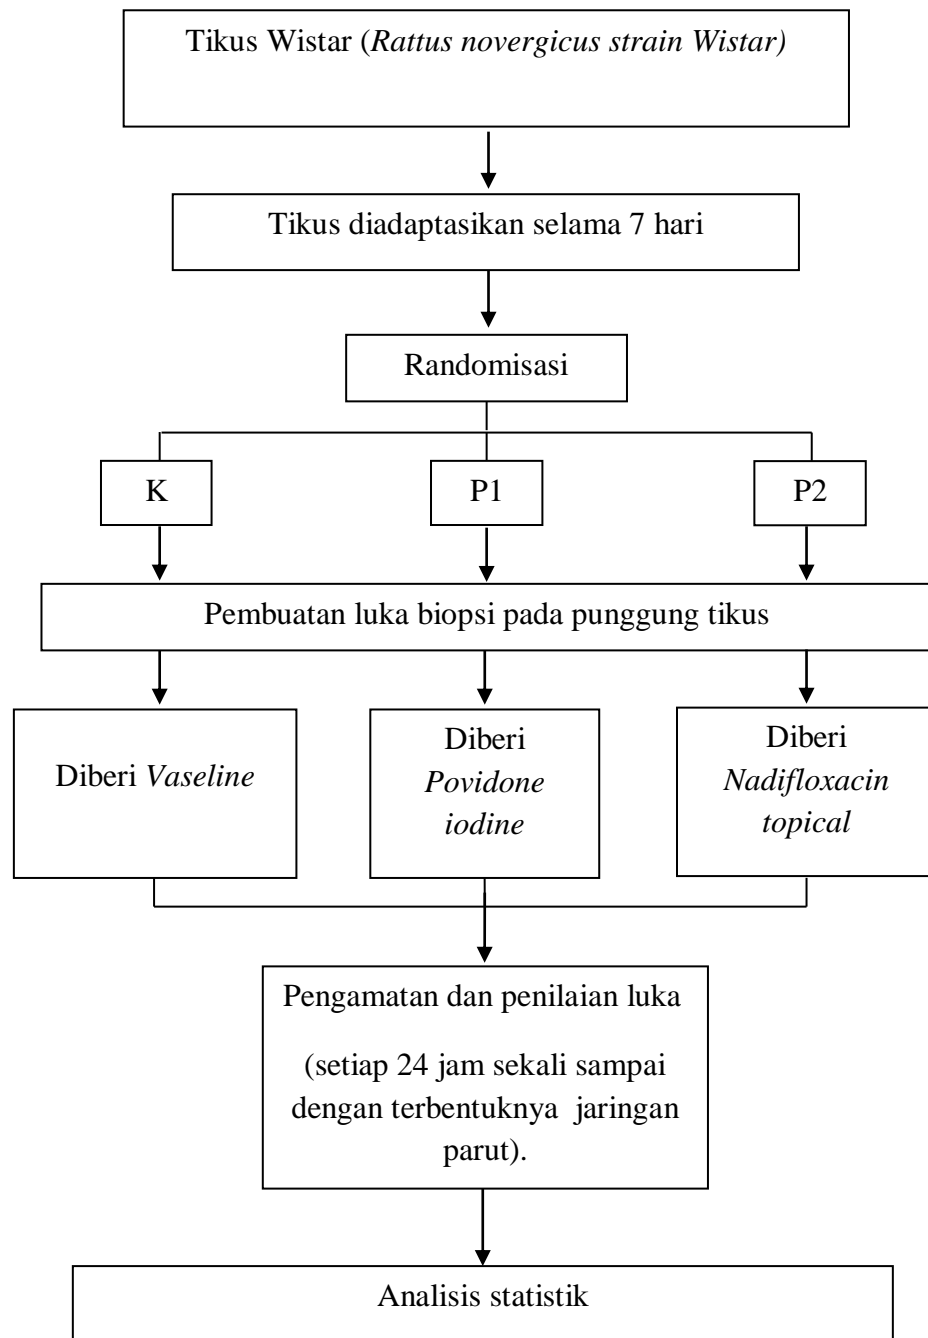 Tikus Wistar (Rattus novergicus strain Wistar)
Tikus diadaptasikan selama 7 hari
Randomisasi
K
P1
P2
Pembuatan luka biopsi pada punggung tikus
Diberi Vaseline
Diberi
Povidone
iodine
Diberi
Nadifloxacin
topical
Pengamatan dan penilaian luka
(setiap 24 jam sekali sampai
dengan terbentuknya jaringan
parut).
Analisis statistik